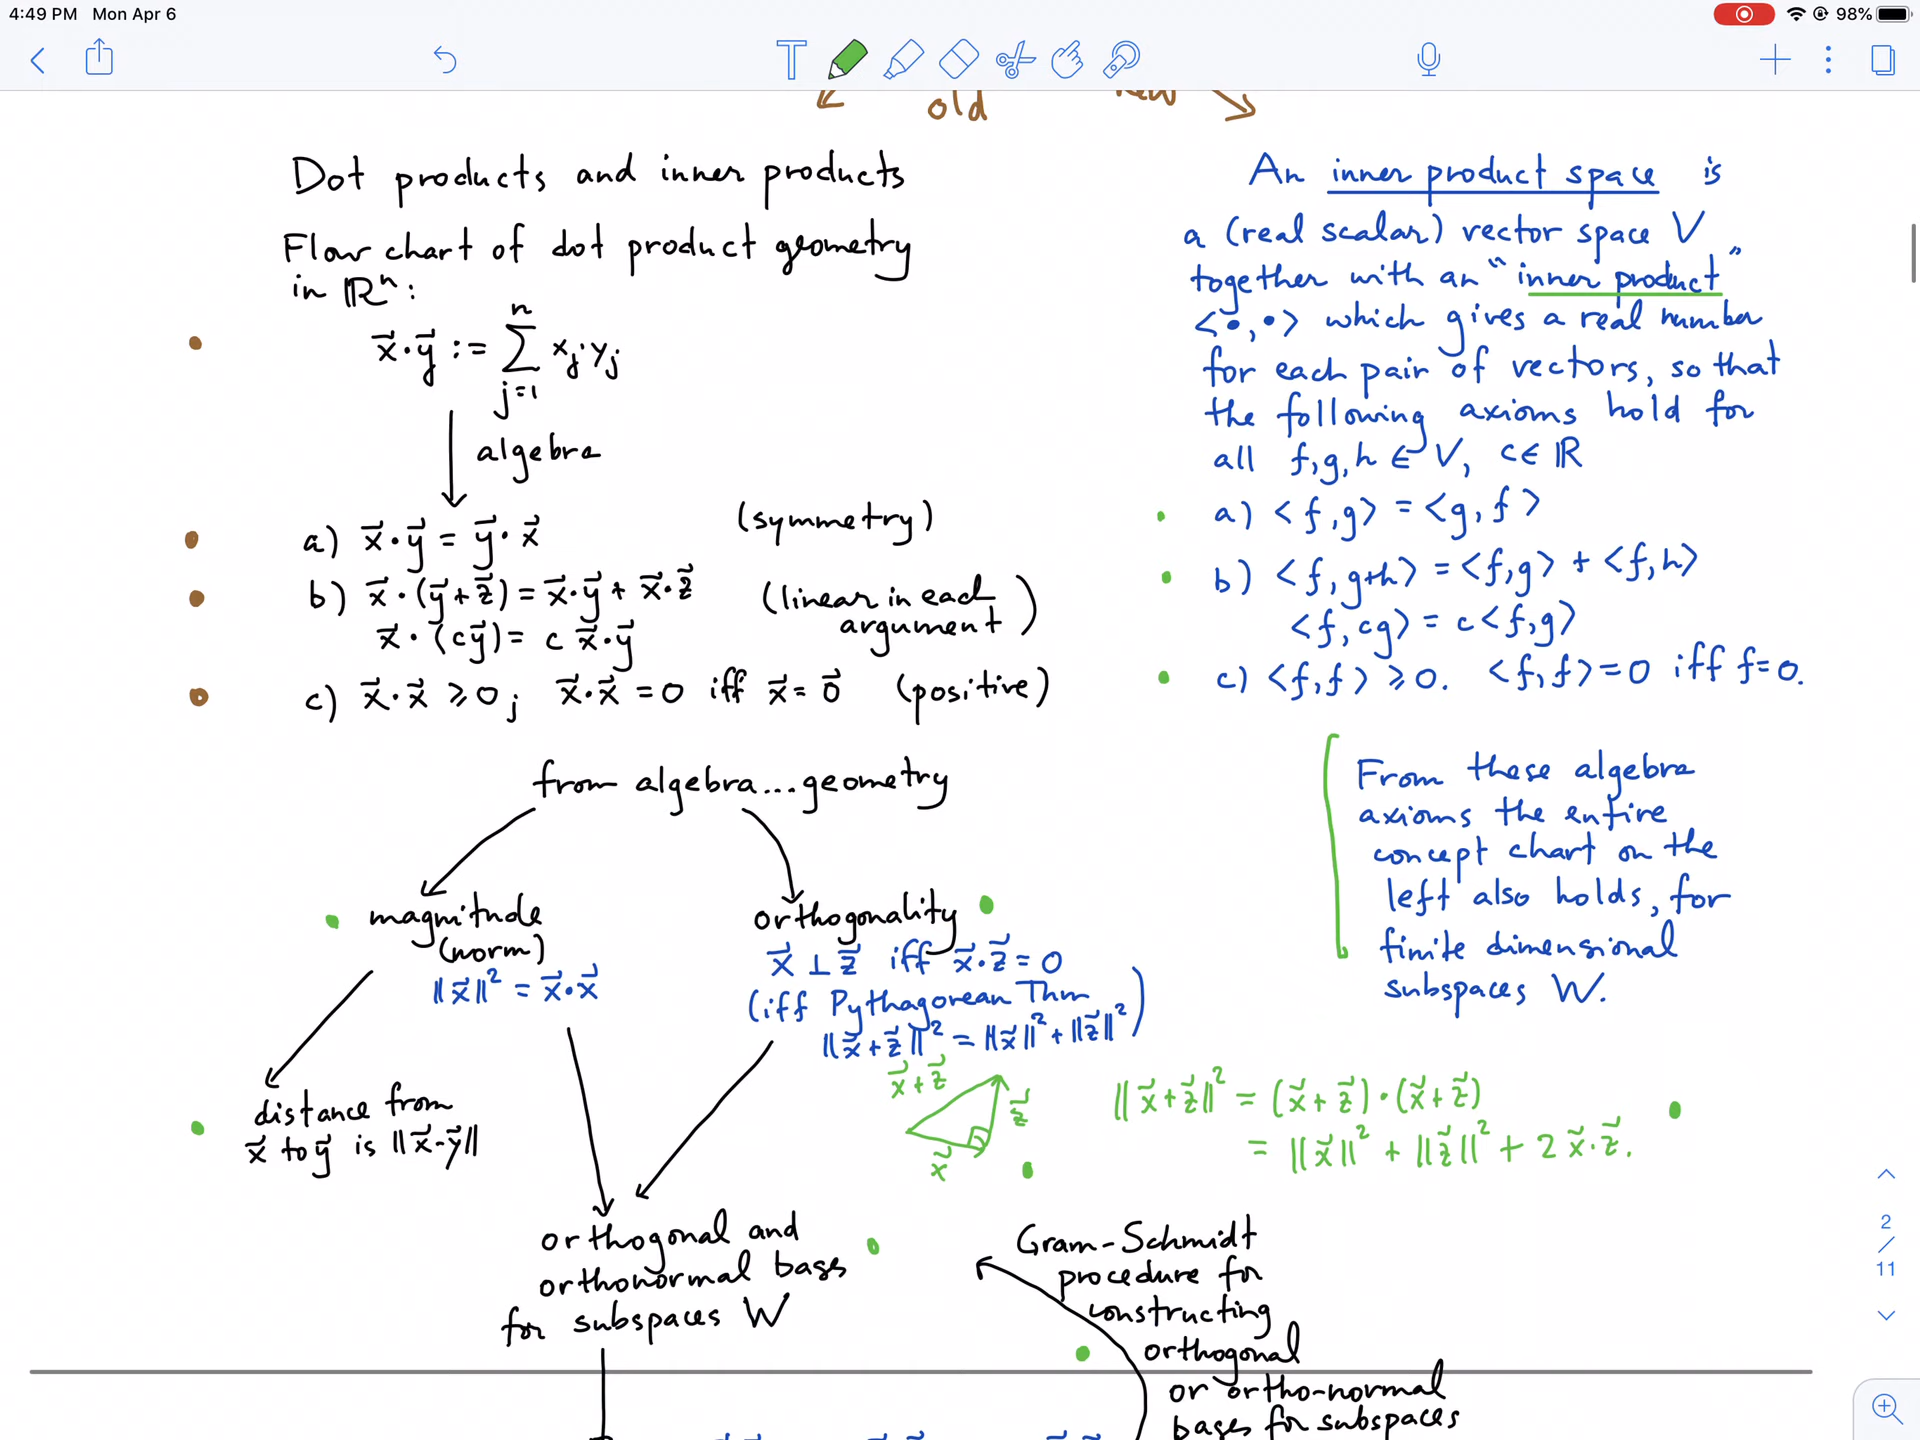 4:49 PM Mon Apr 6
98%
old new
Dot products and inner products
Flow chart of dot product geometry
in ℝⁿ:
x⃗·y⃗ := ∑_{j=1}^{n} x_j y_j
algebra
a) x⃗·y⃗ = y⃗·x⃗ (symmetry)
b) x⃗·(y⃗+z⃗) = x⃗·y⃗ + x⃗·z⃗ (linear in each
x⃗·(cy⃗) = c x⃗·y⃗ argument)
c) x⃗·x⃗ ≥ 0; x⃗·x⃗ = 0 iff x⃗ = 0⃗ (positive)
from algebra...geometry
magnitude
(norm)
‖x⃗‖² = x⃗·x⃗
orthogonality
x⃗ ⊥ z⃗ iff x⃗·z⃗ = 0
(iff Pythagorean Thm
‖x⃗+z⃗‖² = ‖x⃗‖² + ‖z⃗‖²)
distance from
x⃗ to y⃗ is ‖x⃗-y⃗‖
x⃗+z⃗
z⃗
x⃗
orthogonal and
orthonormal bases
for subspaces W
An inner product space is
a (real scalar) vector space V
together with an "inner product"
<•,•> which gives a real number
for each pair of vectors, so that
the following axioms hold for
all f,g,h ∈ V, c∈ ℝ
a) <f,g> = <g,f>
b) <f,g+h> = <f,g> + <f,h>
<f,cg> = c<f,g>
c) <f,f> ≥ 0. <f,f> = 0 iff f=0.
From these algebra
axioms the entire
concept chart on the
left also holds, for
finite dimensional
subspaces W.
‖x⃗+z⃗‖² = (x⃗+z⃗)·(x⃗+z⃗)
= ‖x⃗‖² + ‖z⃗‖² + 2 x⃗·z⃗.
Gram-Schmidt
procedure for
constructing
orthogonal
or ortho-normal
bases for subspaces
2
/
11